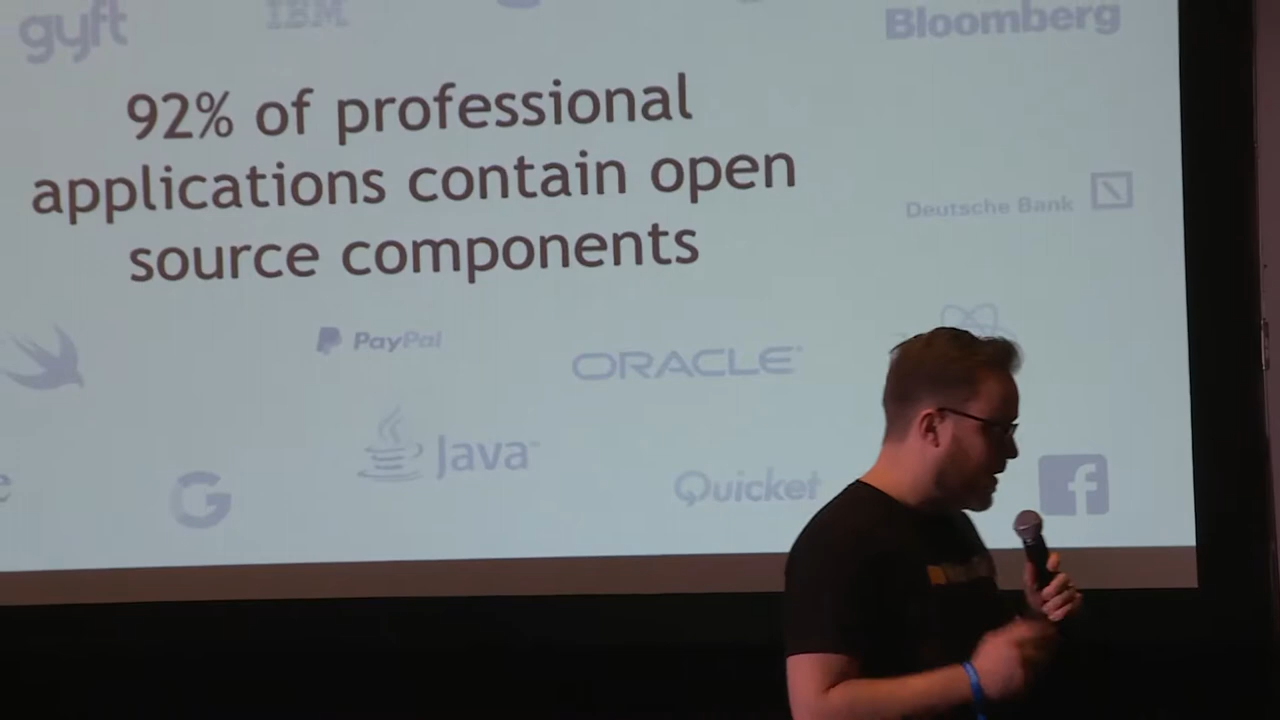 gyft
IBM
Bloomberg
92% of professional
applications contain open
source components
Deutsche Bank
PayPal
ORACLE
Java
Quicket